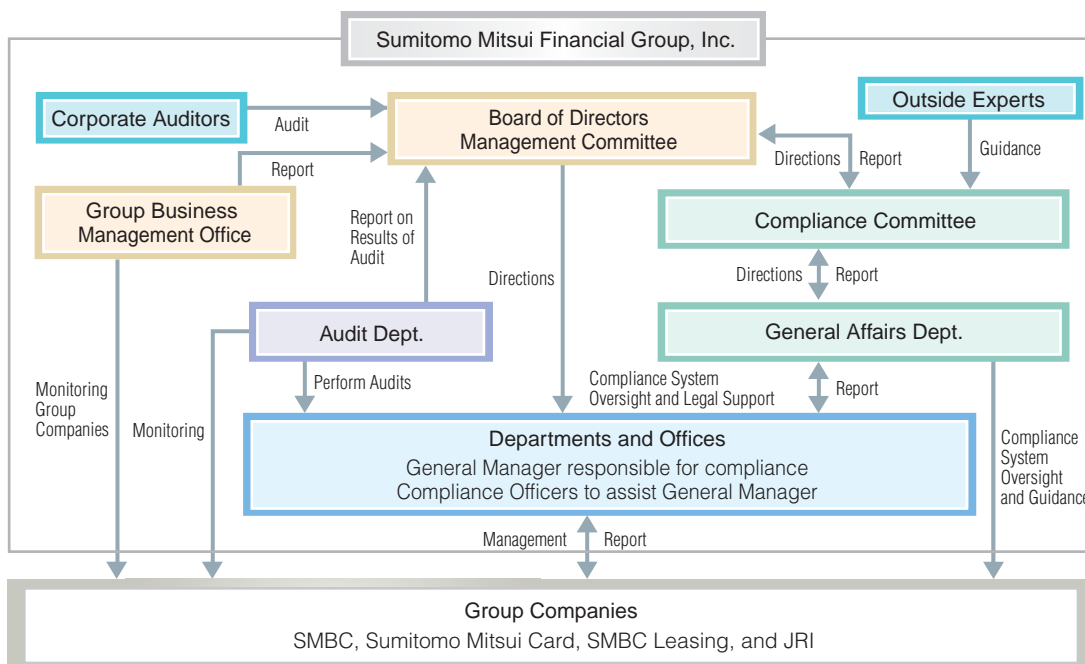 Sumitomo Mitsui Financial Group, Inc.
Corporate Auditors
Audit
Board of Directors
Management Committee
Outside Experts
Directions
Report
Guidance
Report
Group Business
Management Office
Report on
Results of
Audit
Compliance Committee
Directions
Directions
Report
Audit Dept.
General Affairs Dept.
Perform Audits
Compliance System
Oversight and Legal Support
Report
Monitoring
Group
Companies
Monitoring
Departments and Offices
General Manager responsible for compliance
Compliance Officers to assist General Manager
Compliance
System
Oversight
and Guidance
Management
Report
Group Companies
SMBC, Sumitomo Mitsui Card, SMBC Leasing, and JRI